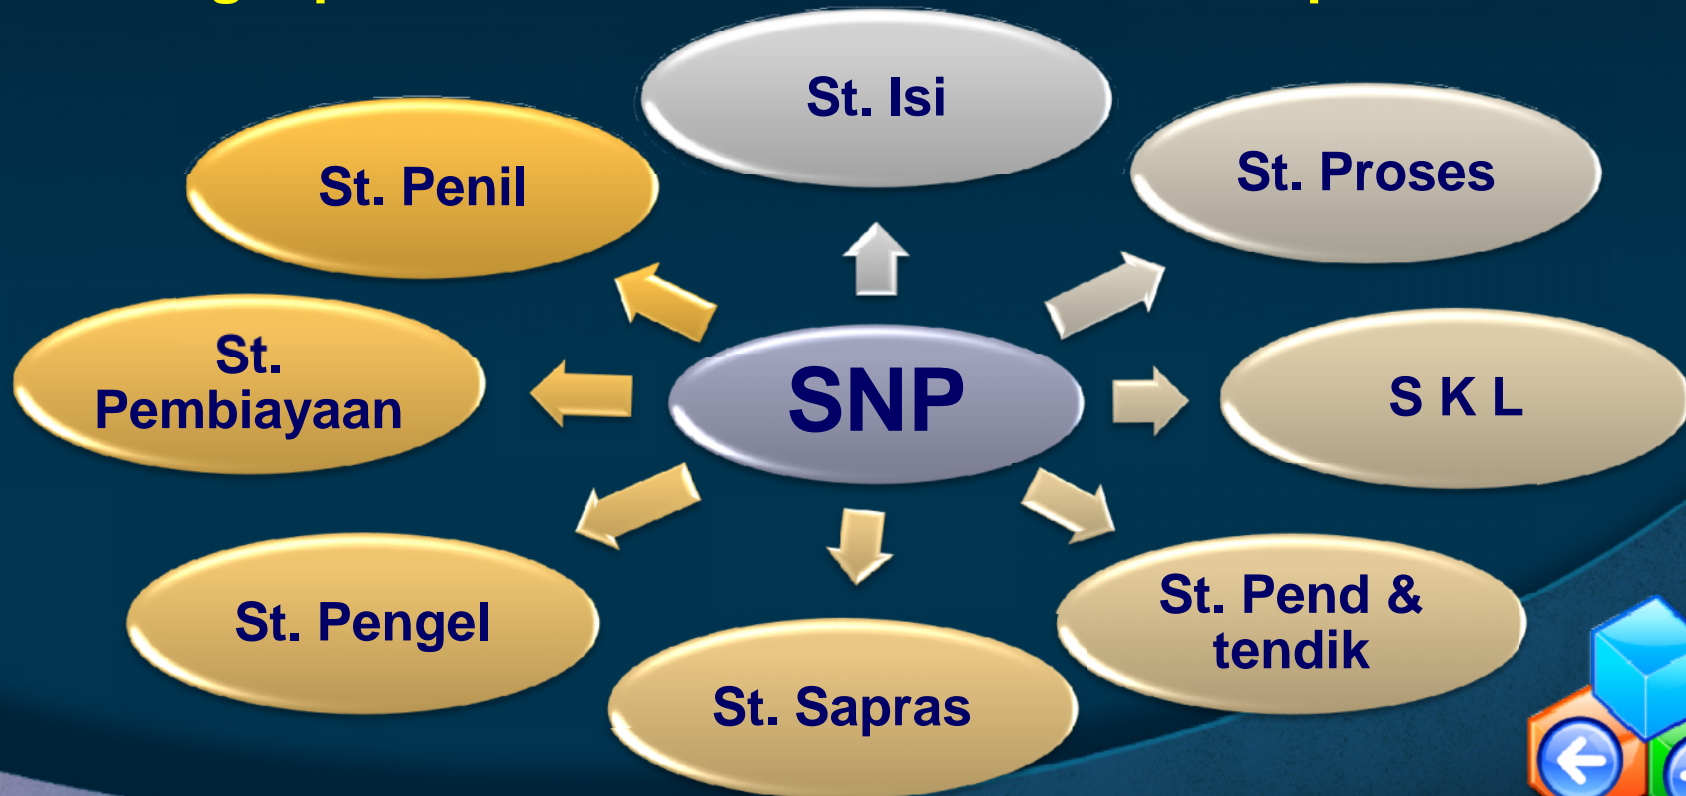 St. Isi
St. Proses
St. Penil
St.
Pembiayaan
SNP
S K L
St. Pengel
St. Pend &
tendik
St. Sapras